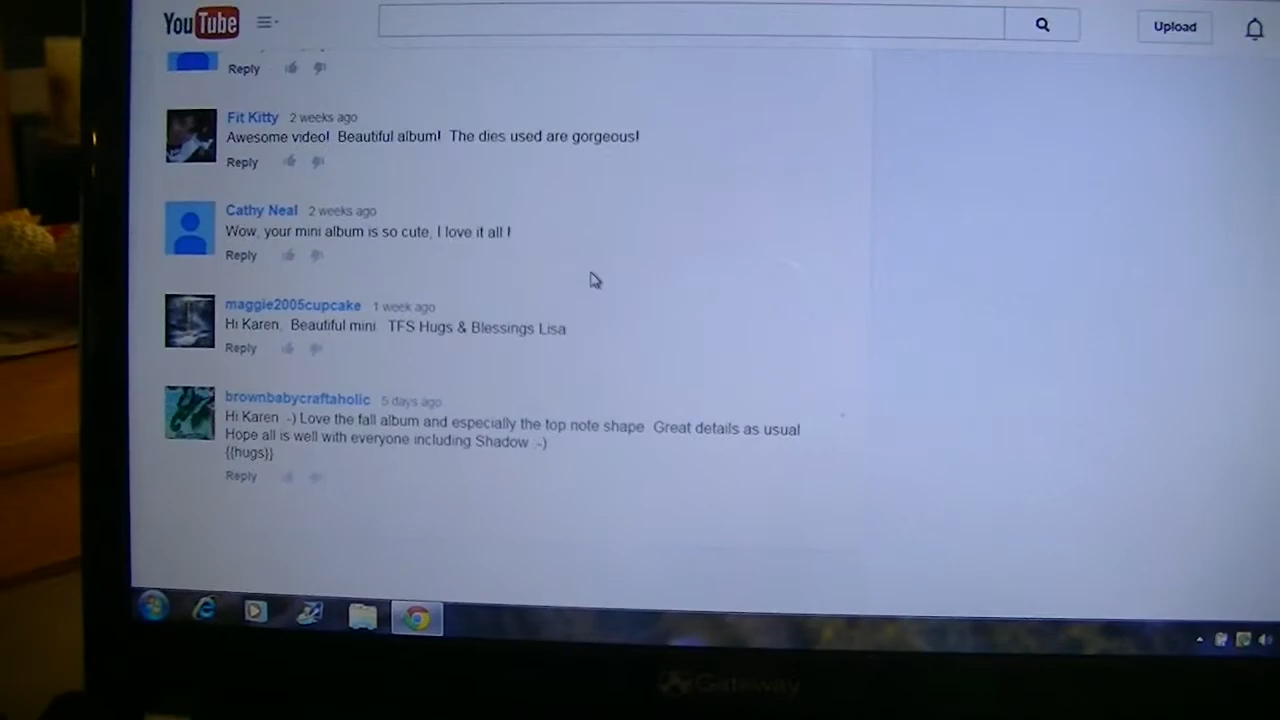 YouTube
Upload
Reply
Fit Kitty 2 weeks ago
Awesome video! Beautiful album! The dies used are gorgeous!
Reply
Cathy Neal 2 weeks ago
Wow, your mini album is so cute, I love it all !
Reply
maggie2005cupcake 1 week ago
Hi Karen, Beautiful mini. TFS Hugs & Blessings Lisa
Reply
brownbabycraftaholic 5 days ago
Hi Karen :-) Love the fall album and especially the top note shape. Great details as usual.
Hope all is well with everyone including Shadow :-)
{{hugs}}
Reply
Gateway